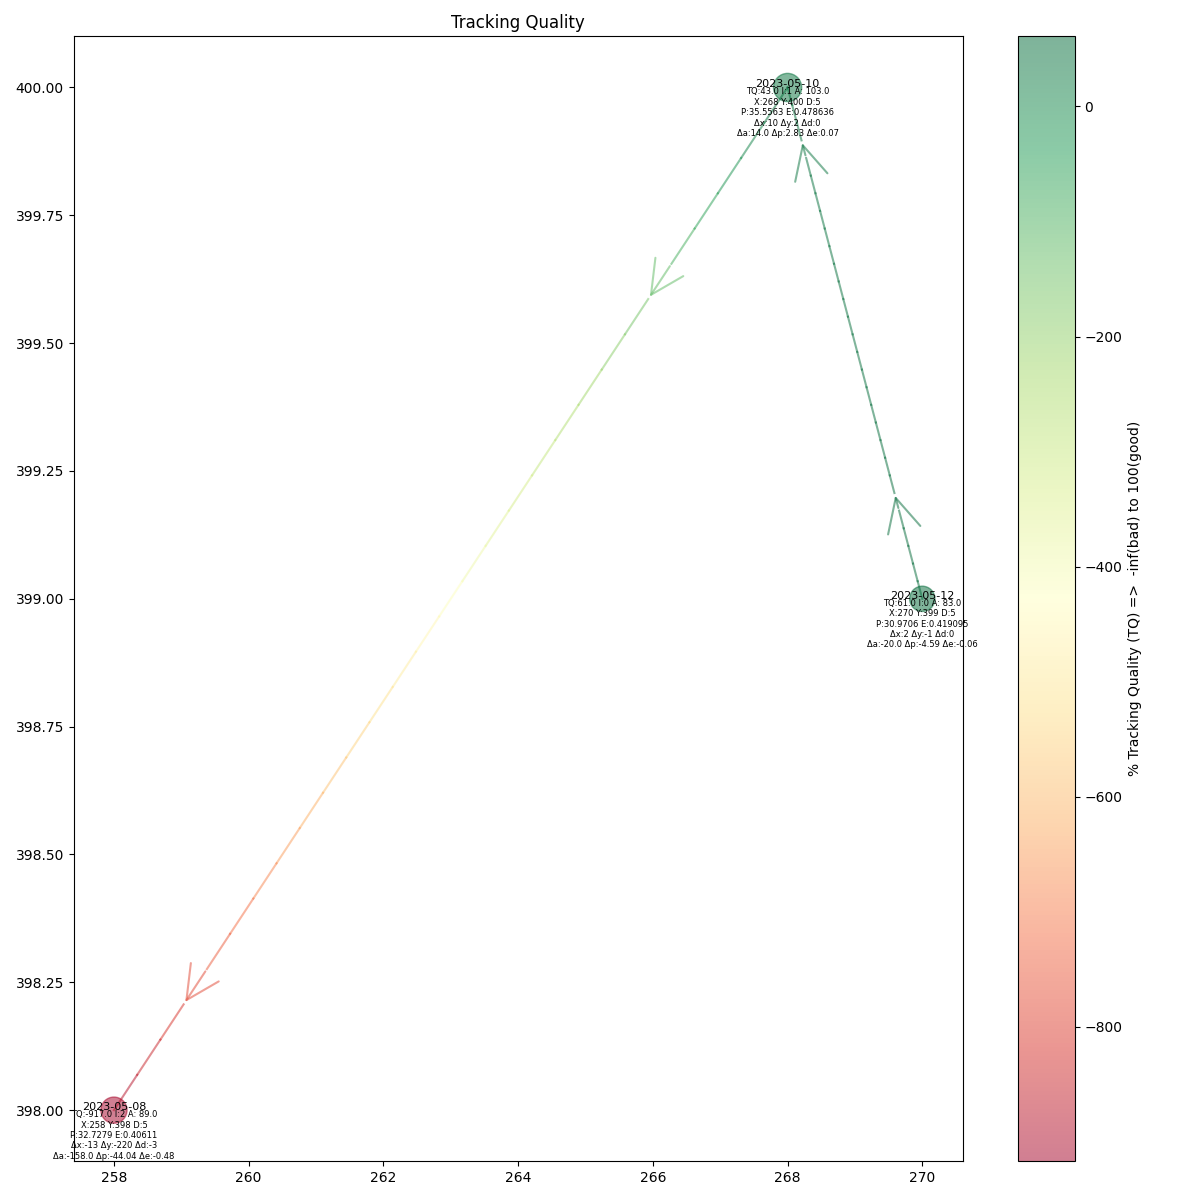 Tracking Quality
400.00
399.75
399.50
399.25
399.00
398.75
398.50
398.25
398.00
258
260
262
264
266
268
270
2023-05-10
TQ:43.0 I:1 A: 103.0
X:268 Y:400 D:5
P:35.5563 E:0.478636
Δx:10 Δy:2 Δd:0
Δa:14.0 Δp:2.83 Δe:0.07
2023-05-12
TQ:61.0 I:0 A: 83.0
X:270 Y:399 D:5
P:30.9706 E:0.419095
Δx:2 Δy:-1 Δd:0
Δa:-20.0 Δp:-4.59 Δe:-0.06
2023-05-08
TQ:-917.0 I:2 A: 89.0
X:258 Y:398 D:5
P:32.7279 E:0.40611
Δx:-13 Δy:-220 Δd:-3
Δa:-158.0 Δp:-44.04 Δe:-0.48
0
−200
−400
−600
−800
% Tracking Quality (TQ) => -inf(bad) to 100(good)